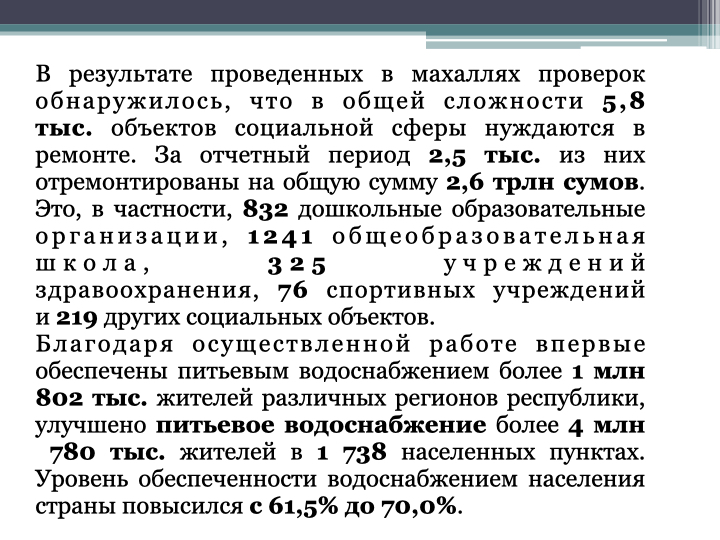 В результате проведенных в махаллях проверок
обнаружилось, что в общей сложности 5,8
тыс. объектов социальной сферы нуждаются в
ремонте. За отчетный период 2,5 тыс. из них
отремонтированы на общую сумму 2,6 трлн сумов.
Это, в частности, 832 дошкольные образовательные
организации, 1241 общеобразовательная
школа, 325 учреждений
здравоохранения, 76 спортивных учреждений
и 219 других социальных объектов.
Благодаря осуществленной работе впервые
обеспечены питьевым водоснабжением более 1 млн
802 тыс. жителей различных регионов республики,
улучшено питьевое водоснабжение более 4 млн
780 тыс. жителей в 1 738 населенных пунктах.
Уровень обеспеченности водоснабжением населения
страны повысился с 61,5% до 70,0%.